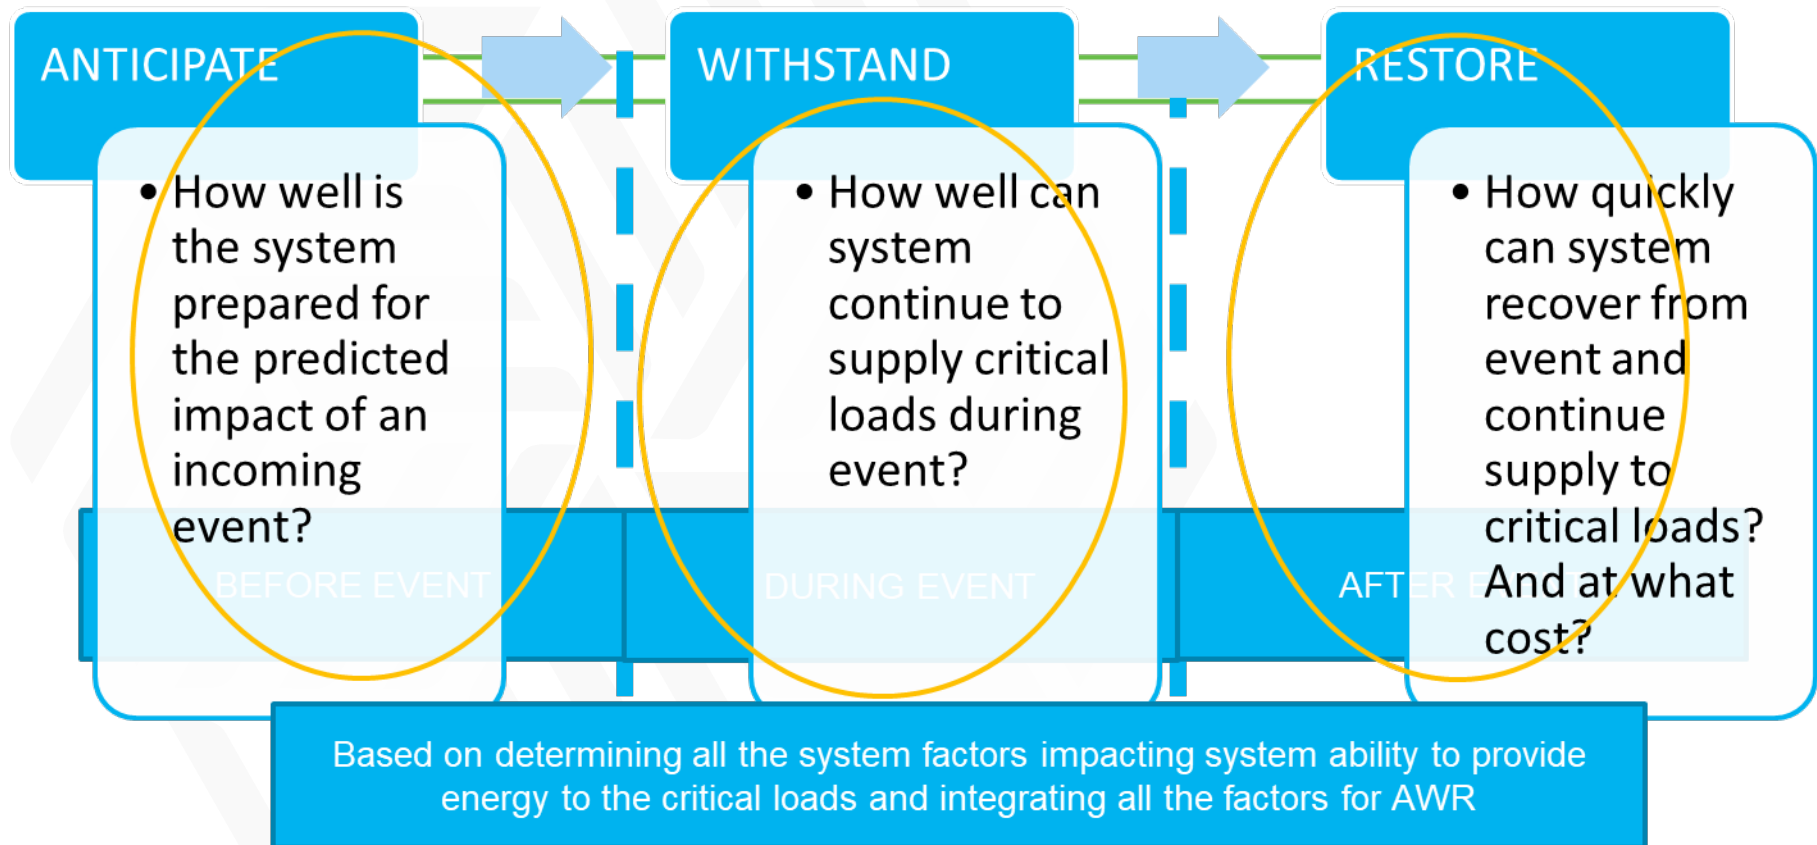 ANTICIPATE
• How well is
the system
prepared for
the predicted
impact of an
incoming
event?
BEFORE EVENT
WITHSTAND
• How well can
system
continue to
supply critical
loads during
event?
DURING EVENT
RESTORE
• How quickly
can system
recover from
event and
continue
supply to
critical loads?
And at what
cost?
AFTER EVENT
Based on determining all the system factors impacting system ability to provide
energy to the critical loads and integrating all the factors for AWR